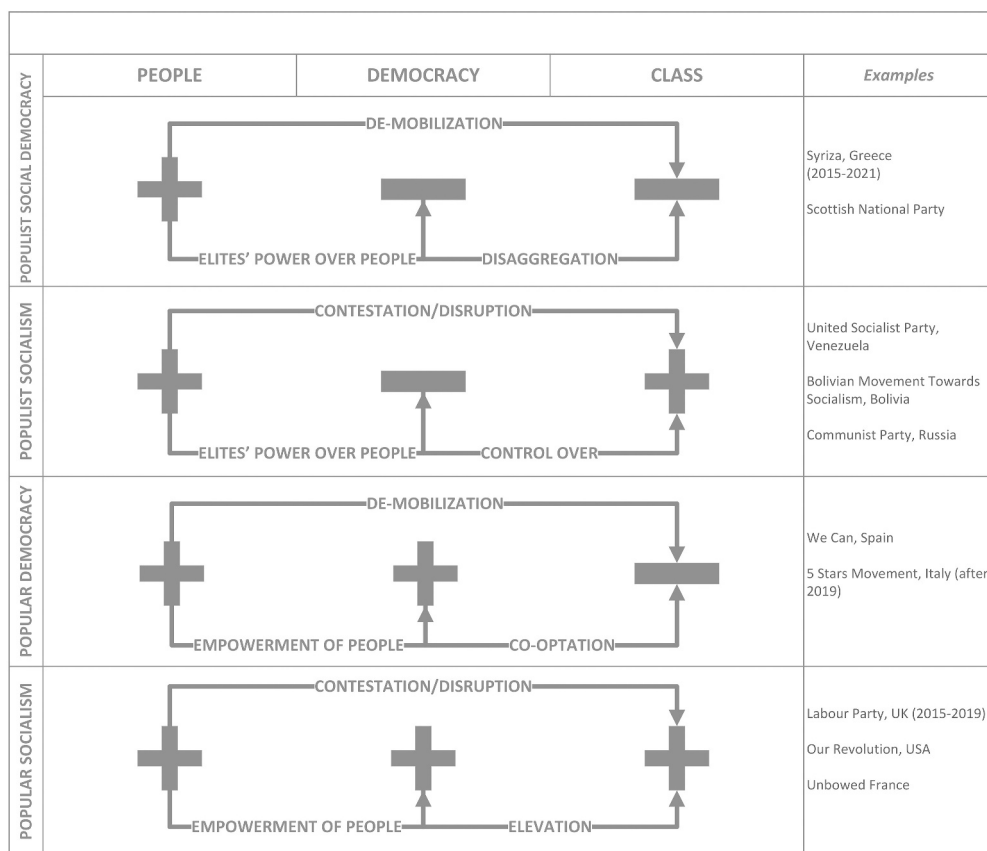 PEOPLE
DEMOCRACY
CLASS
Examples
POPULIST SOCIAL DEMOCRACY
DE-MOBILIZATION
ELITES’ POWER OVER PEOPLE
DISAGGREGATION
Syriza, Greece
(2015-2021)
Scottish National Party
POPULIST SOCIALISM
CONTESTATION/DISRUPTION
ELITES’ POWER OVER PEOPLE
CONTROL OVER
United Socialist Party,
Venezuela
Bolivian Movement Towards
Socialism, Bolivia
Communist Party, Russia
POPULAR DEMOCRACY
DE-MOBILIZATION
EMPOWERMENT OF PEOPLE
CO-OPTATION
We Can, Spain
5 Stars Movement, Italy (after
2019)
POPULAR SOCIALISM
CONTESTATION/DISRUPTION
EMPOWERMENT OF PEOPLE
ELEVATION
Labour Party, UK (2015-2019)
Our Revolution, USA
Unbowed France